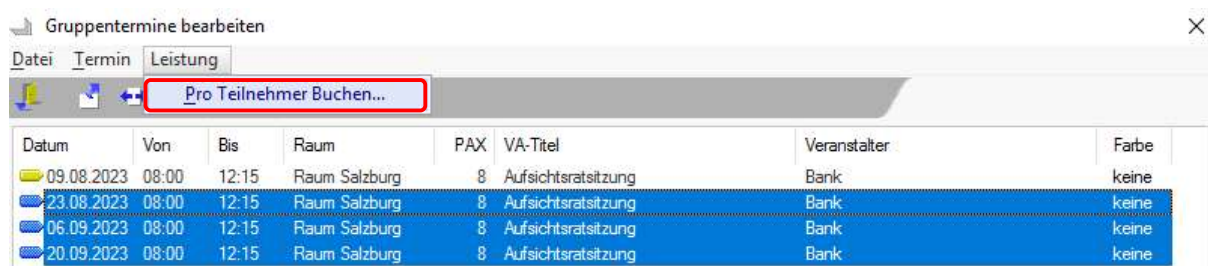 Gruppentermine bearbeiten
Datei Termin Leistung
Pro Teilnehmer Buchen...
Datum Von Bis Raum PAX VA-Titel Veranstalter Farbe
09.08.2023 08:00 12:15 Raum Salzburg 8 Aufsichtsratsitzung Bank keine
23.08.2023 08:00 12:15 Raum Salzburg 8 Aufsichtsratsitzung Bank keine
06.09.2023 08:00 12:15 Raum Salzburg 8 Aufsichtsratsitzung Bank keine
20.09.2023 08:00 12:15 Raum Salzburg 8 Aufsichtsratsitzung Bank keine